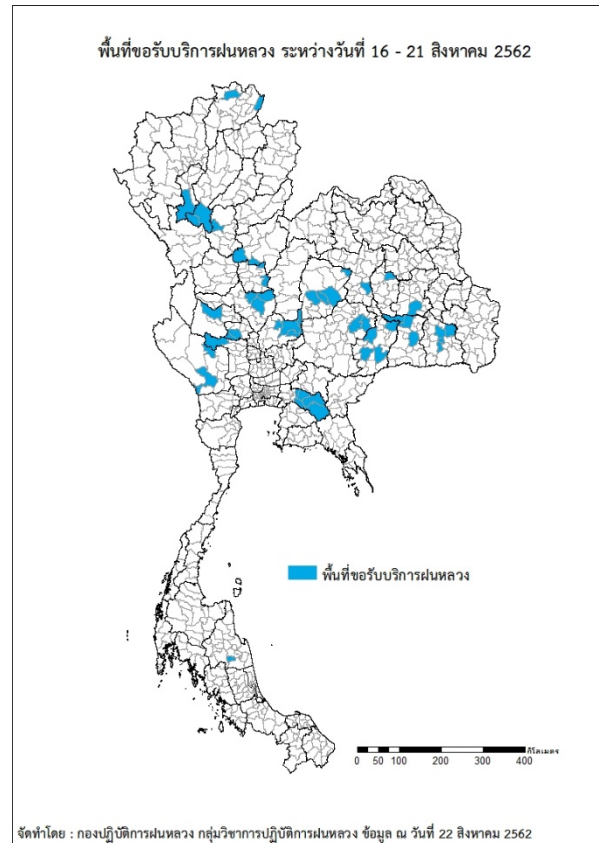 พื้นที่ขอรับบริการฝนหลวง ระหว่างวันที่ 16 - 21 สิงหาคม 2562
พื้นที่ขอรับบริการฝนหลวง
กิโลเมตร
0 50 100 200 300 400
จัดทำโดย : กองปฏิบัติการฝนหลวง กลุ่มวิชาการปฏิบัติการฝนหลวง ข้อมูล ณ วันที่ 22 สิงหาคม 2562